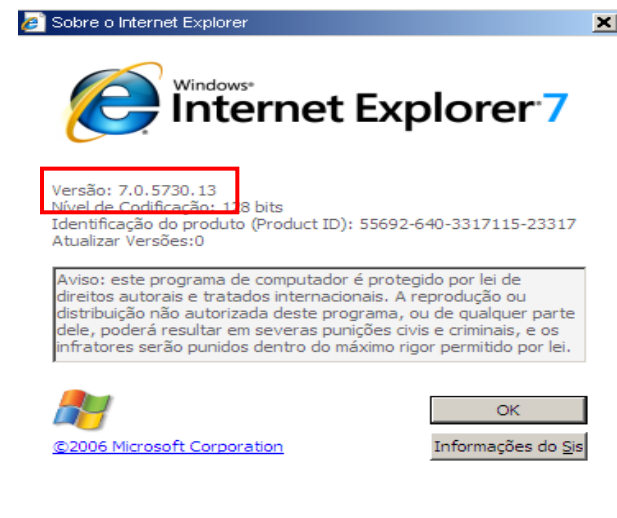 Sobre o Internet Explorer
Windows®
Internet Explorer 7
Versão: 7.0.5730.13
Nível de Codificação: 128 bits
Identificação do produto (Product ID): 55692-640-3317115-23317
Atualizar Versões:0
Aviso: este programa de computador é protegido por lei de
direitos autorais e tratados internacionais. A reprodução ou
distribuição não autorizada deste programa, ou de qualquer parte
dele, poderá resultar em severas punições civis e criminais, e os
infratores serão punidos dentro do máximo rigor permitido por lei.
OK
©2006 Microsoft Corporation
Informações do Sis